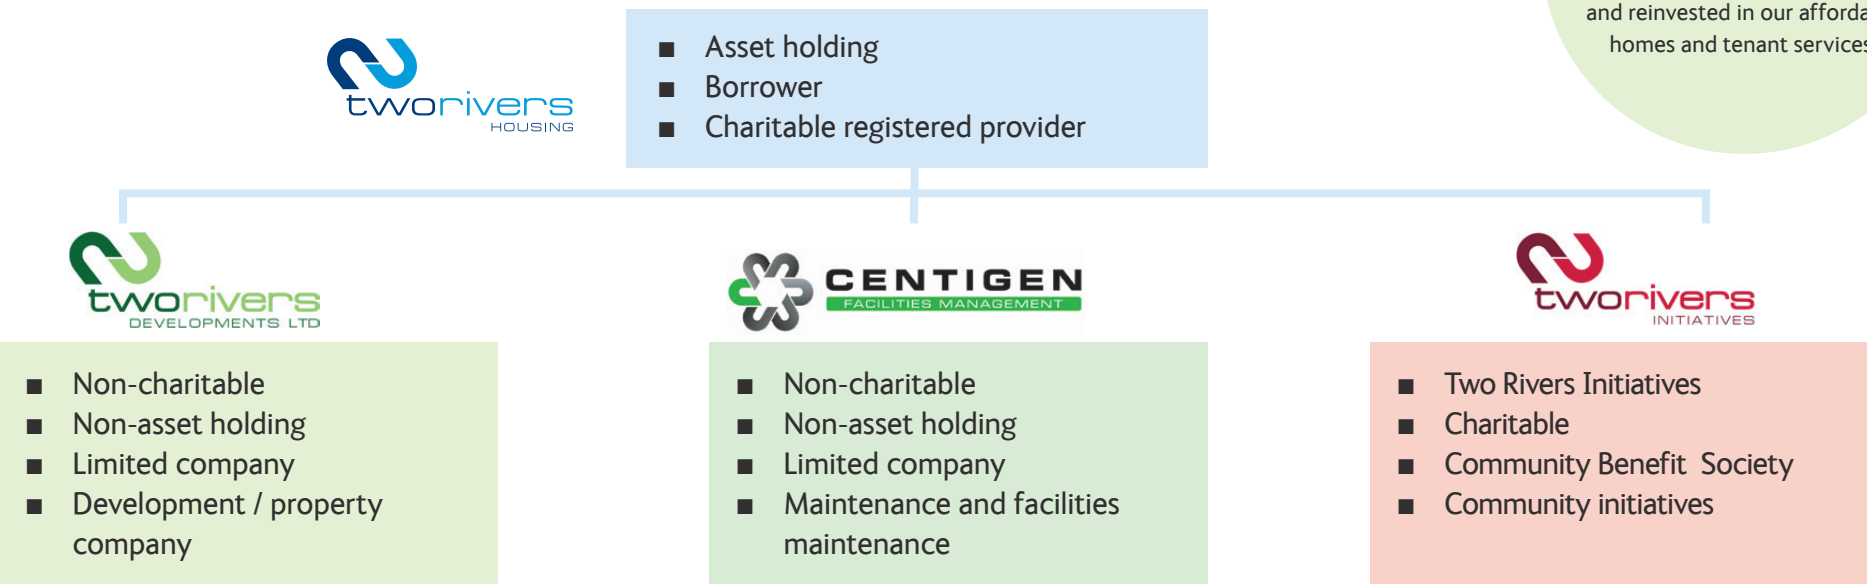 and reinvested in our afforda
homes and tenant services
tworivers
HOUSING
■ Asset holding
■ Borrower
■ Charitable registered provider
tworivers
DEVELOPMENTS LTD
■ Non-charitable
■ Non-asset holding
■ Limited company
■ Development / property
company
CENTIGEN
FACILITIES MANAGEMENT
■ Non-charitable
■ Non-asset holding
■ Limited company
■ Maintenance and facilities
maintenance
tworivers
INITIATIVES
■ Two Rivers Initiatives
■ Charitable
■ Community Benefit Society
■ Community initiatives